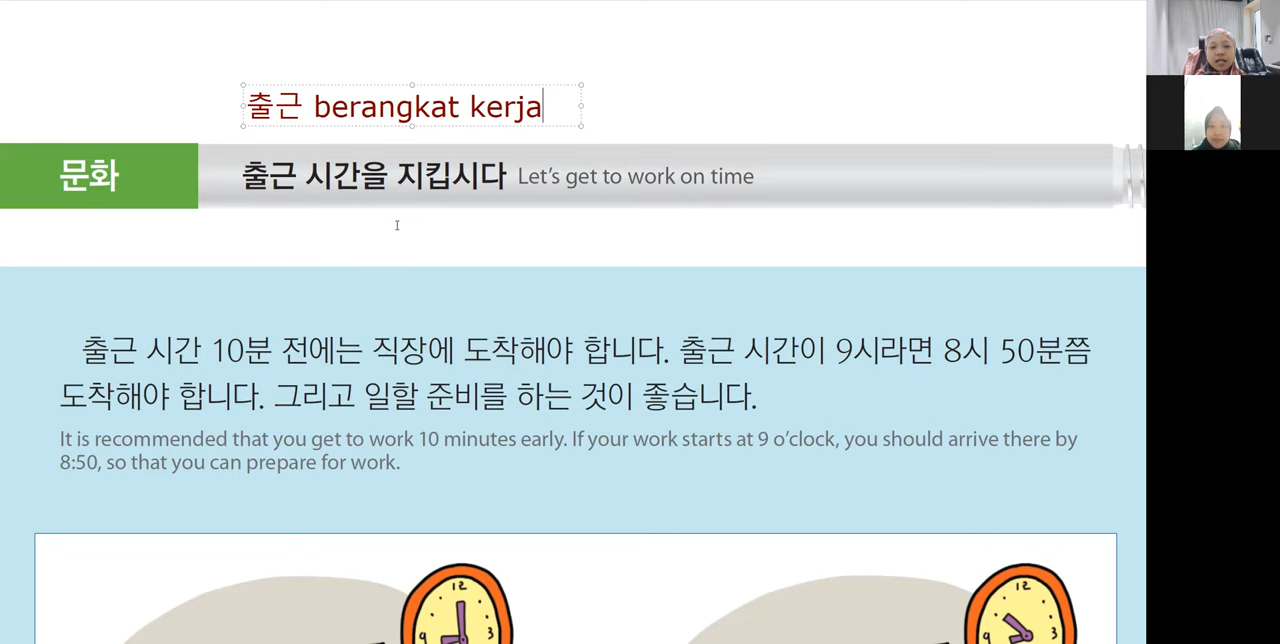 출근 berangkat kerja
문화
출근 시간을 지킵시다 Let's get to work on time
출근 시간 10분 전에는 직장에 도착해야 합니다. 출근 시간이 9시라면 8시 50분쯤
도착해야 합니다. 그리고 일할 준비를 하는 것이 좋습니다.
It is recommended that you get to work 10 minutes early. If your work starts at 9 o'clock, you should arrive there by
8:50, so that you can prepare for work.
12 12
9 3 3